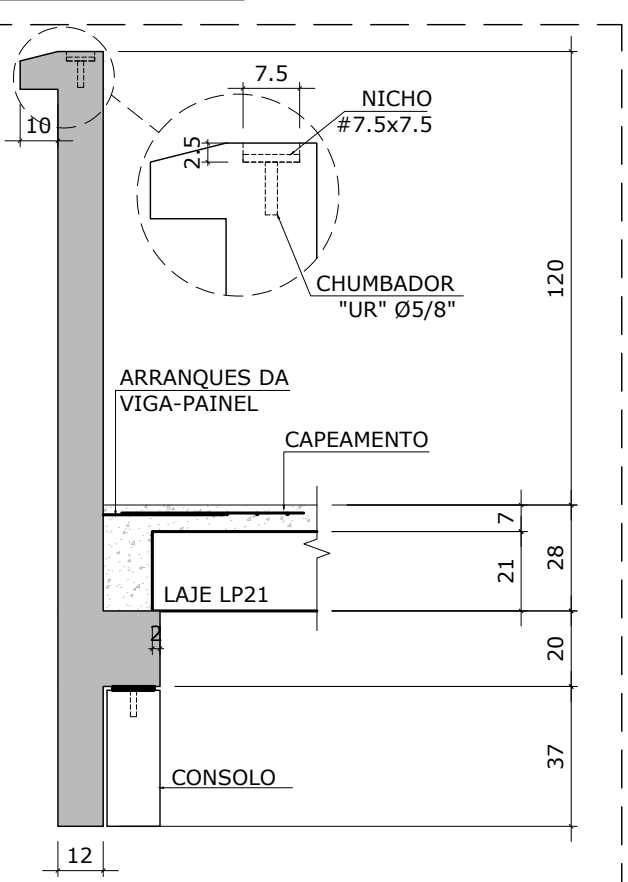 7.5
NICHO
#7.5x7.5
10
2.5
CHUMBADOR
"UR" Ø5/8"
120
ARRANQUES DA
VIGA-PAINEL
CAPEAMENTO
7
28
21
LAJE LP21
2
20
37
CONSOLO
12